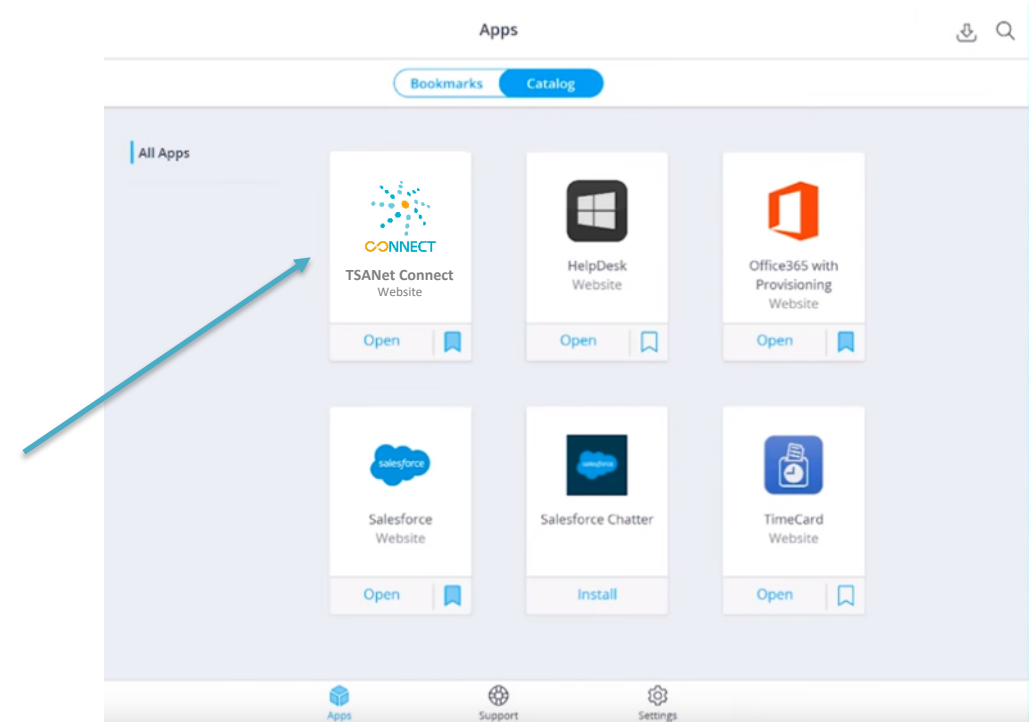 Apps
Bookmarks
Catalog
All Apps
CONNECT
TSANet Connect
Website
Open
HelpDesk
Website
Open
Office365 with
Provisioning
Website
Open
salesforce
Salesforce
Website
Open
salesforce
Salesforce Chatter
Install
TimeCard
Website
Open
Apps
Support
Settings